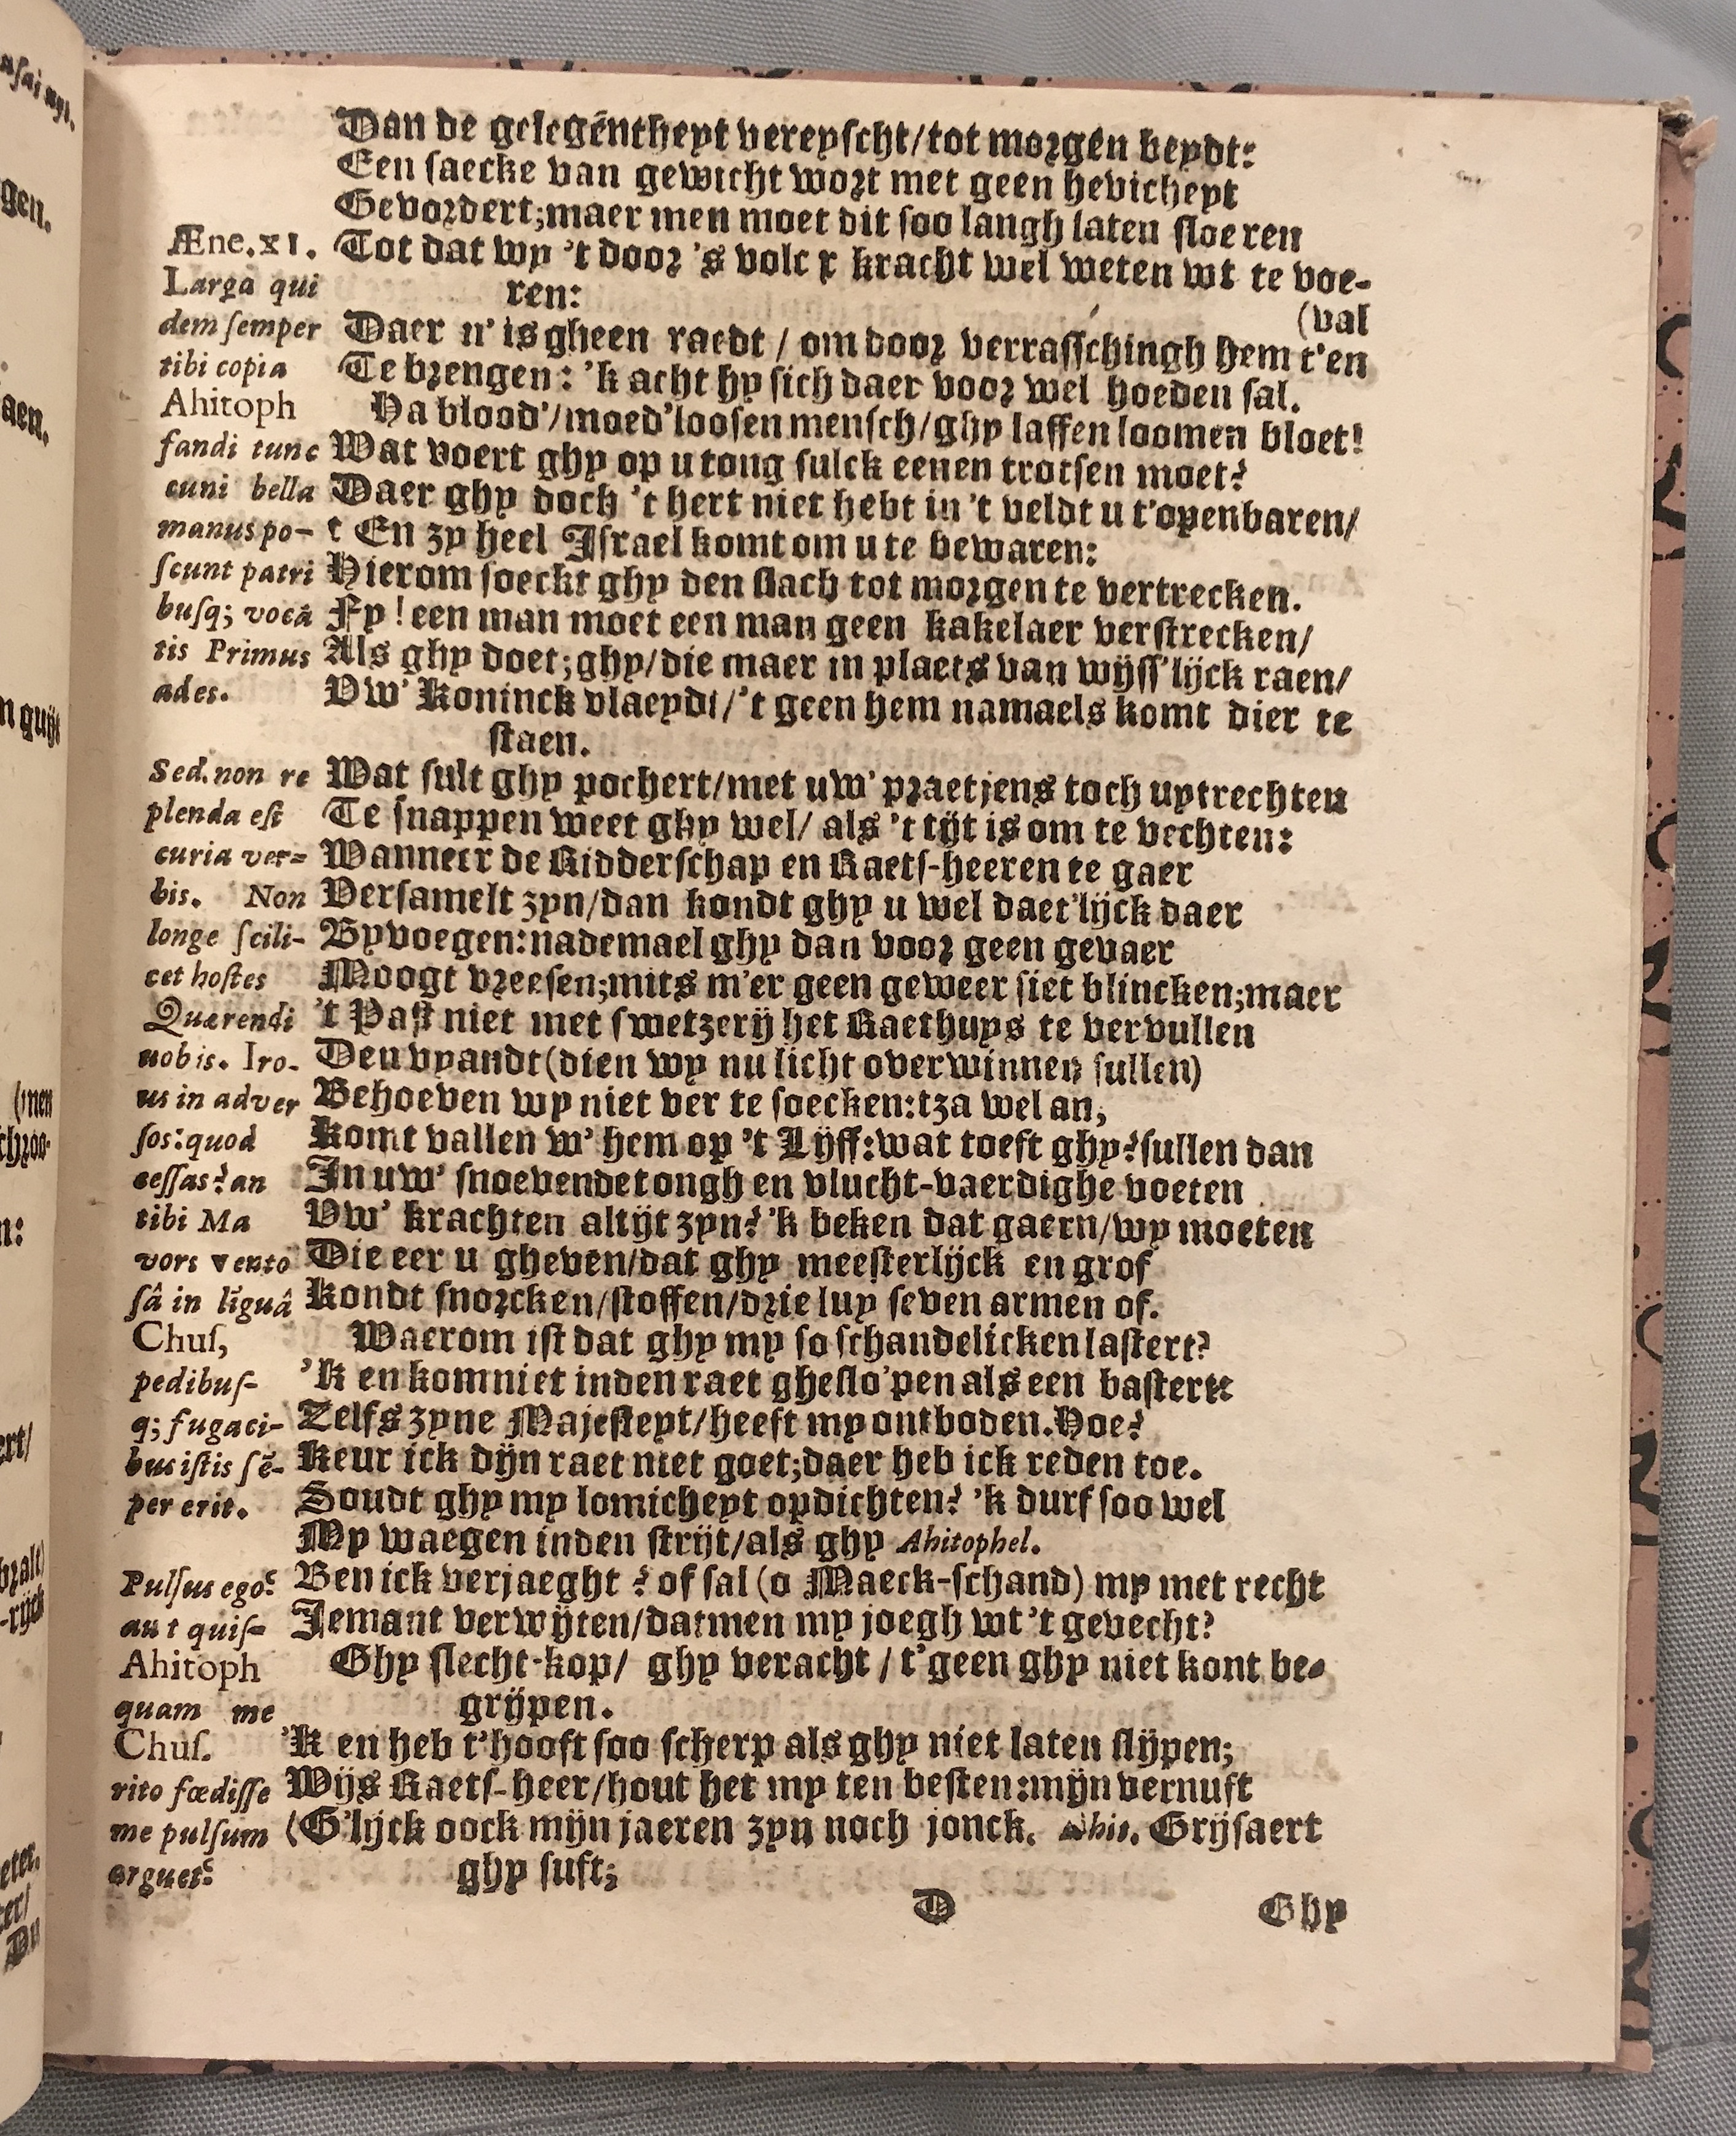 Dan de gelegēntheyt vereyſcht/tot morgēn beydt:
Een ſaecke van gewicht wort met geen hevicheyt
Gevordert;maer men moet dit ſoo langh laten ſloeren
Æne.XI. Tot dat wy 't door 's volcx kracht wel weten wt te voe-
Larga qui ren: (val
dem ſemper Daer n' is gheen raedt / om door verraſſchingh hem t'en
tibi copia Te brengen: 'k acht hy ſich daer voor wel hoeden ſal.
Ahitoph Ha blood'/moed'looſen menſch/ghy laffen loomen bloet!
fandi tunc Wat voert ghy op u tong ſulck eenen trotſen moet?
cum bella Daer ghy doch 't hert niet hebt in 't veldt u t'openbaren/
manus po- t En zy heel Iſrael komt om u te bewaren:
ſcunt patri Hierom ſoeckt ghy den ſlach tot morgen te vertrecken.
buſq; vocā Fy! een man moet een man geen kakelaer verſtrecken/
tis Primus Als ghy doet;ghy/die maer in plaets van wijſſ'lijck raen/
ades. Vw' Koninck vlaeydt/'t geen hem namaels komt dier te
ſtaen.
Sed non re Wat ſult ghy pochert/met uw' praetjens toch uytrechten
plenda eſt Te ſnappen weet ghy wel/ als 't tijt is om te vechten:
curia ver- Wanneer de Ridderſchap en Raetſ-heeren te gaer
bis. Non Verſamelt zyn/dan kondt ghy u wel daet'lijck daer
longe ſcili- Byvoegen:nademael ghy dan voor geen gevaer
cet hoſtes Moogt vreeſen;mits m'er geen geweer ſiet blincken;maer
Quærendi 't Paſt niet met ſwetzerij het Raethuys te vervullen
nobis. Iro- Den vyandt(dien wy nu licht overwinnen ſullen)
us in adver Behoeven wy niet ver te ſoecken:tza wel an,
ſos:quod Komt vallen w' hem op 't Lijff:wat toeft ghy?ſullen dan
ceſſas?an In uw' ſnoevende tongh en vlucht-vaerdighe voeten
tibi Ma Vw' krachten altijt zyn? 'k beken dat gaern/wy moeten
vors vento Die eer u gheven/dat ghy meeſterlijck en grof
ſâ in līguâ Kondt ſnorcken/ſtoffen/drie luy ſeven armen of.
Chuſ, Waerom iſt dat ghy my ſo ſchandelicken laſtert?
pedibuſ- 'k en kom niet inden raet gheſlo'pen als een baſtert:
q; fugaci- Zelfs zyne Majeſteyt/heeft my ontboden.Hoe?
bus iſtis ſē- Keur ick dijn raet niet goet;daer heb ick reden toe.
per erit. Soudt ghy my lomicheyt opdichten? 'k durf ſoo wel
My waegen inden ſtrijt/als ghy Ahitophel.
Pulſus ego? Ben ick verjaeght ? of ſal (o Maeck-ſchand) my met recht
aut quiſ- Iemant verwijten/datmen my joegh wt 't gevecht?
Ahitoph Ghy ſlecht-kop/ ghy veracht / t'geen ghy niet kont be-
quam me grijpen.
Chuſ. 'K en heb t'hooft ſoo ſcherp als ghy niet laten ſlijpen;
rito fœdiſſe Wijs Raetſ-heer/hout het my ten beſten:mijn vernuft
me pulſum (G'lijck oock mijn jaeren zyn noch jonck. Ahit. Grijſaert
arguet? ghy ſuft;
D Ghy